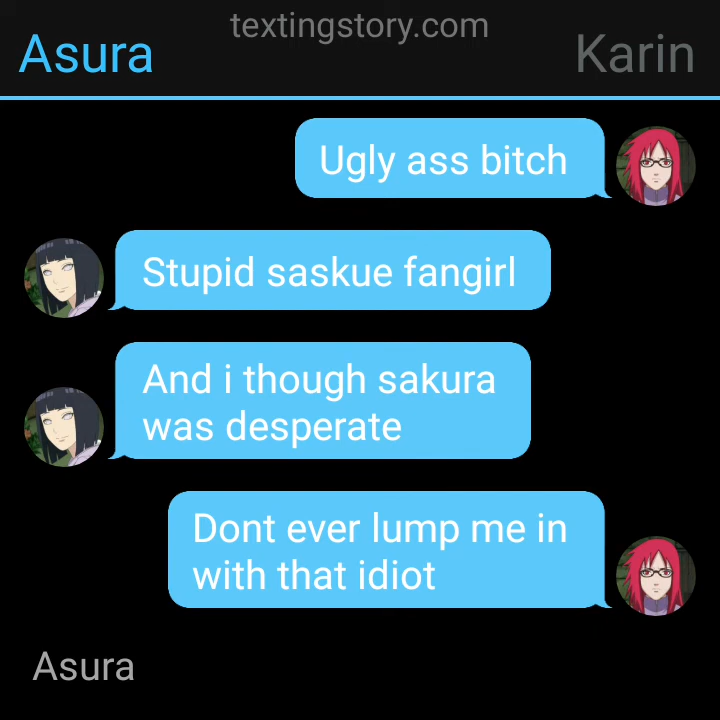 textingstory.com
Asura
Karin
Ugly ass bitch
Stupid saskue fangirl
And i though sakura
was desperate
Dont ever lump me in
with that idiot
Asura